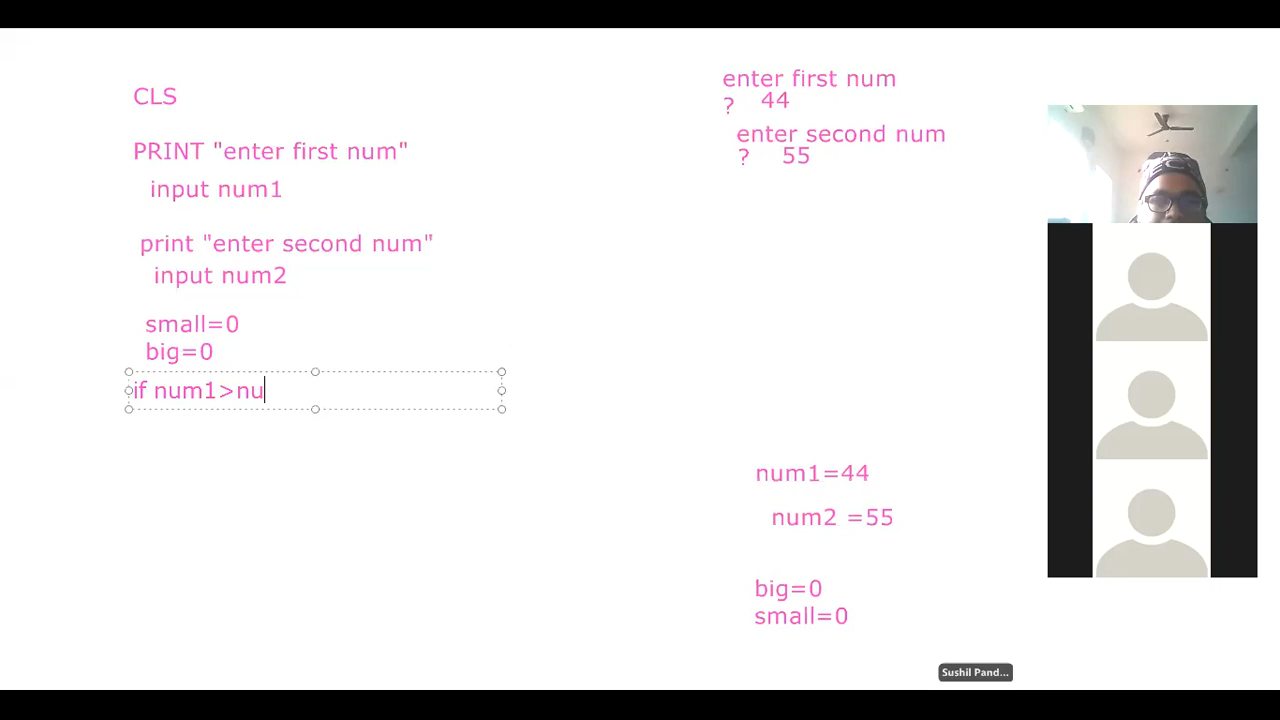 CLS
PRINT "enter first num"
input num1
print "enter second num"
input num2
small=0
big=0
if num1>nu
enter first num
? 44
enter second num
? 55
num1=44
num2 =55
big=0
small=0
Sushil Pand...